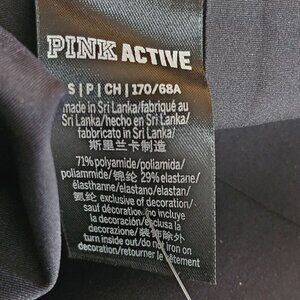 PINK ACTIVE
S | P | CH | 170/68A
made in Sri Lanka/fabriqué au
Sri Lanka/hecho en Sri Lanka/
fabbricato in Sri Lanka/
斯里兰卡制造
71% polyamide/poliamida/
poliammide/锦纶 29% elastane/
élasthanne/elastano/elastan/
氨纶 exclusive of decoration/
sauf décoration/no incluye
la decoración/esclusa la
decorazione/装饰除外
turn inside out/do not iron on
decoration/retourner le vêtement